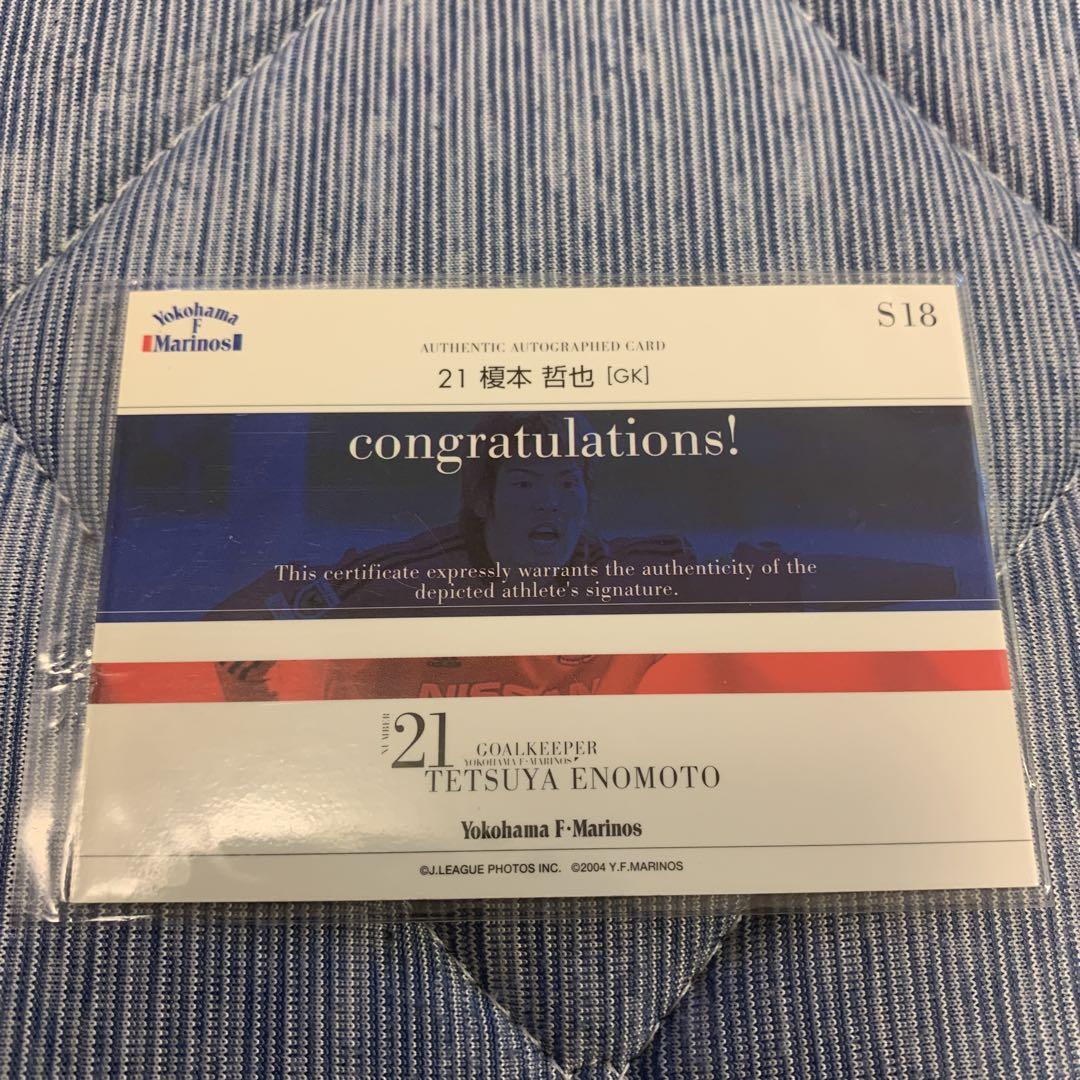 Yokohama
F
Marinos
S18
AUTHENTIC AUTOGRAPHED CARD
21 榎本 哲也 [GK]
congratulations!
This certificate expressly warrants the authenticity of the
depicted athlete's signature.
NISSAN
NUMBER
21
GOALKEEPER
YOKOHAMA F·MARINOS
TETSUYA ENOMOTO
Yokohama F·Marinos
©J.LEAGUE PHOTOS INC. ©2004 Y.F.MARINOS